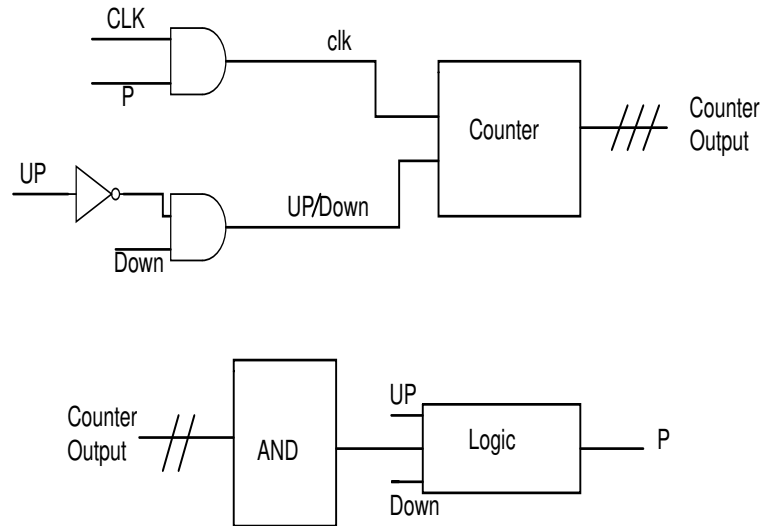 CLK
clk
P
Counter
Counter
Output
UP
UP/Down
Down
Counter
Output
AND
UP
Logic
P
Down